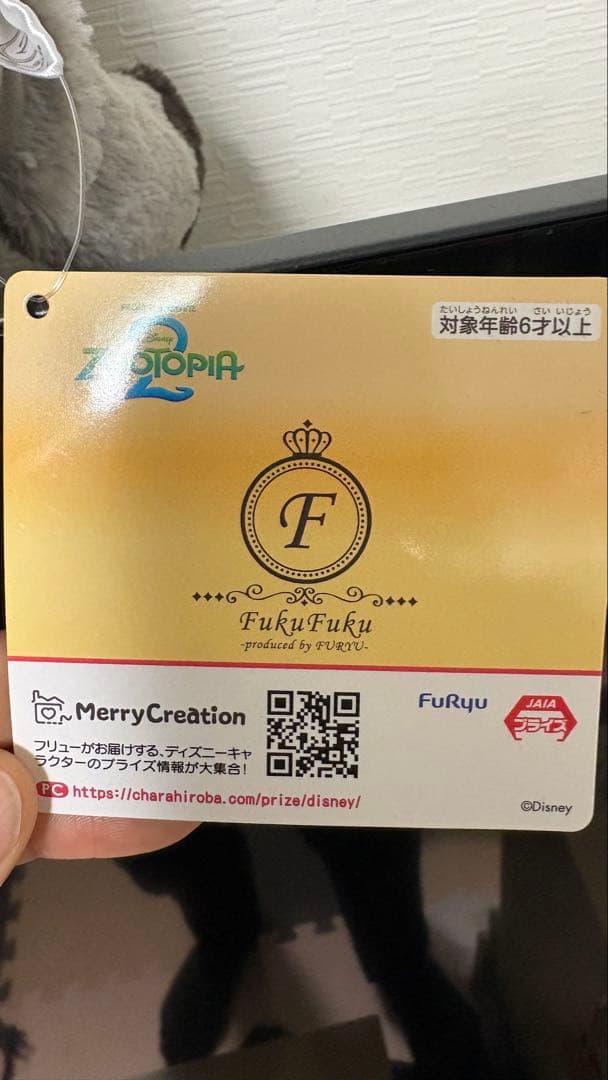 Disney
ZOOTOPIA
2
たいしょうねんれい さい いじょう
対象年齢6才以上
F
FukuFuku
-produced by FURYU-
MerryCreation
フリューがお届けする、ディズニーキャ
ラクターのプライズ情報が大集合!
PC https://charahiroba.com/prize/disney/
FuRyu
JAIA
プライズ
©Disney